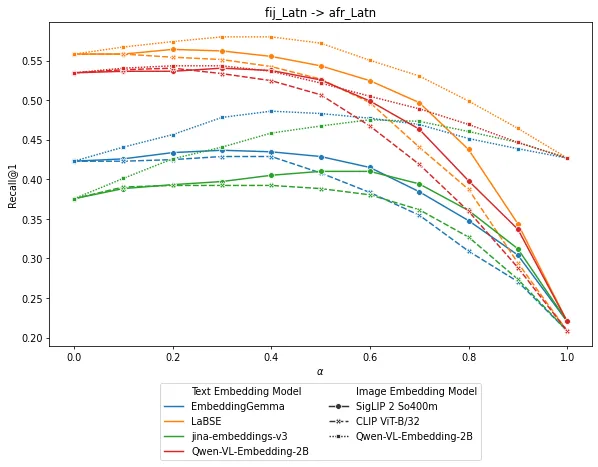 fij_Latn -> afr_Latn
Recall@1
0.55
0.50
0.45
0.40
0.35
0.30
0.25
0.20
0.0 0.2 0.4 0.6 0.8 1.0
α
Text Embedding Model
EmbeddingGemma
LaBSE
jina-embeddings-v3
Qwen-VL-Embedding-2B
Image Embedding Model
SigLIP 2 So400m
CLIP ViT-B/32
Qwen-VL-Embedding-2B